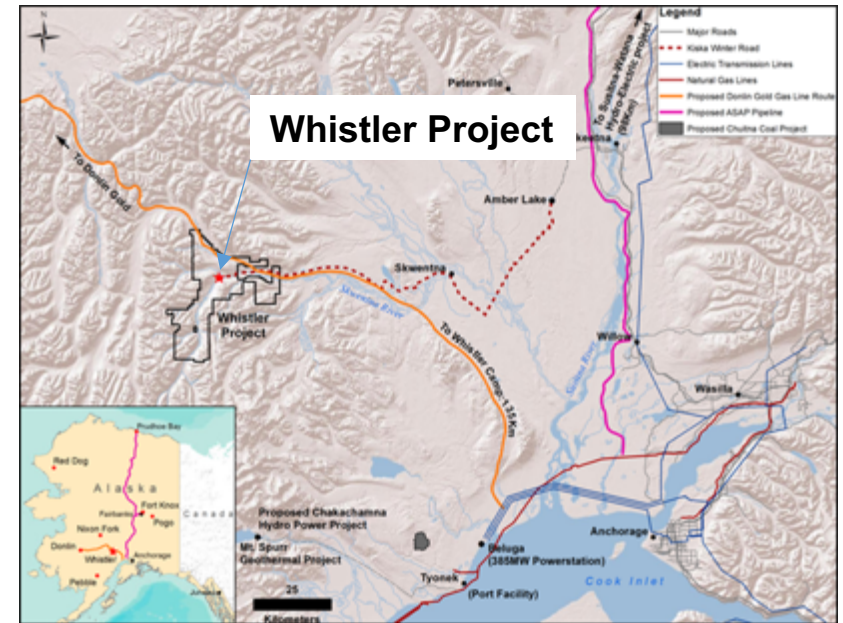 N
Legend
Major Roads
Kiska Winter Road
Electric Transmission Lines
Natural Gas Lines
Proposed Donlin Gold Gas Line Route
Proposed ASAP Pipeline
Proposed Chuitna Coal Project
To Susitna-Watana
Hydro-Electric project
(98Km)
Petersville
Whistler Project
keetna
To Donlin Gold
Amber Lake
Skwentna
Skwentna River
Whistler
Project
To Whistler Camp: 135Km
Willow
Susitna River
Wasilla
Proposed Chakachamna
Hydro Power Project
Mt. Spurr
Geothermal Project
Beluga
(385MW Powerstation)
Anchorage
Tyonek
(Port Facility)
Cook Inlet
25
Kilometers
Prudhoe Bay
Red Dog
Alaska
Canada
Fort Knox
Fairbanks
Pogo
Nixon Fork
Donlin
Whistler
Anchorage
Pebble
Juneau